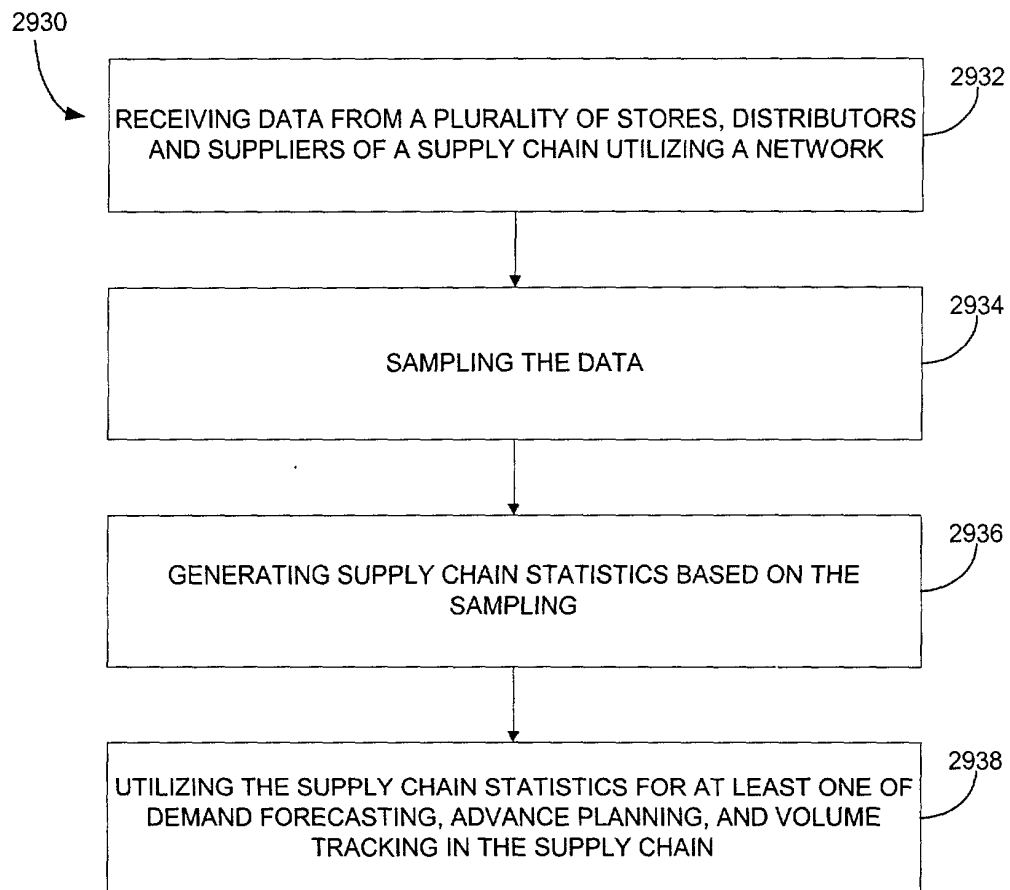 2930
2932
RECEIVING DATA FROM A PLURALITY OF STORES, DISTRIBUTORS
AND SUPPLIERS OF A SUPPLY CHAIN UTILIZING A NETWORK
2934
SAMPLING THE DATA
2936
GENERATING SUPPLY CHAIN STATISTICS BASED ON THE
SAMPLING
2938
UTILIZING THE SUPPLY CHAIN STATISTICS FOR AT LEAST ONE OF
DEMAND FORECASTING, ADVANCE PLANNING, AND VOLUME
TRACKING IN THE SUPPLY CHAIN